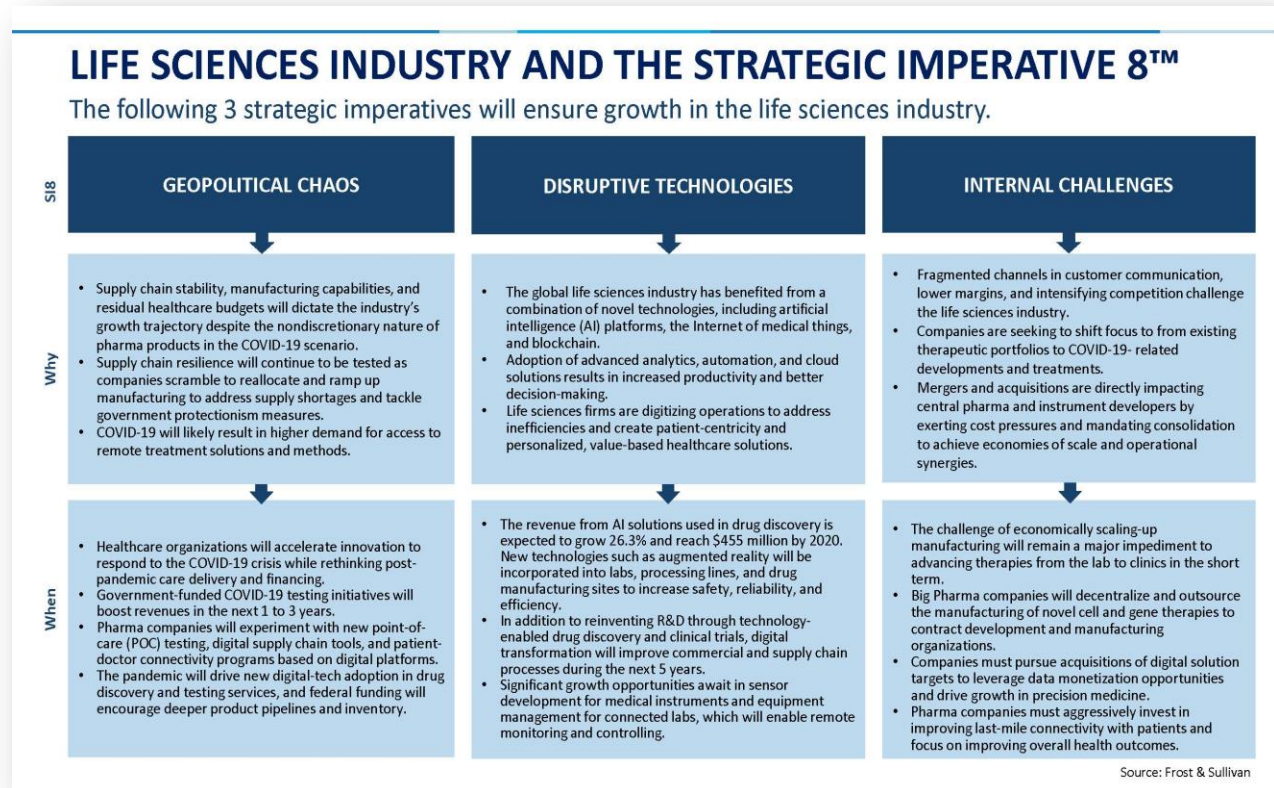 LIFE SCIENCES INDUSTRY AND THE STRATEGIC IMPERATIVE 8™
The following 3 strategic imperatives will ensure growth in the life sciences industry.
SI8
GEOPOLITICAL CHAOS
DISRUPTIVE TECHNOLOGIES
INTERNAL CHALLENGES
Why
• Supply chain stability, manufacturing capabilities, and
residual healthcare budgets will dictate the industry's
growth trajectory despite the nondiscretionary nature of
pharma products in the COVID-19 scenario.
• Supply chain resilience will continue to be tested as
companies scramble to reallocate and ramp up
manufacturing to address supply shortages and tackle
government protectionism measures.
• COVID-19 will likely result in higher demand for access to
remote treatment solutions and methods.
• The global life sciences industry has benefited from a
combination of novel technologies, including artificial
intelligence (AI) platforms, the Internet of medical things,
and blockchain.
• Adoption of advanced analytics, automation, and cloud
solutions results in increased productivity and better
decision-making.
• Life sciences firms are digitizing operations to address
inefficiencies and create patient-centricity and
personalized, value-based healthcare solutions.
• Fragmented channels in customer communication,
lower margins, and intensifying competition challenge
the life sciences industry.
• Companies are seeking to shift focus to from existing
therapeutic portfolios to COVID-19- related
developments and treatments.
• Mergers and acquisitions are directly impacting
central pharma and instrument developers by
exerting cost pressures and mandating consolidation
to achieve economies of scale and operational
synergies.
When
• Healthcare organizations will accelerate innovation to
respond to the COVID-19 crisis while rethinking post-
pandemic care delivery and financing.
• Government-funded COVID-19 testing initiatives will
boost revenues in the next 1 to 3 years.
• Pharma companies will experiment with new point-of-
care (POC) testing, digital supply chain tools, and patient-
doctor connectivity programs based on digital platforms.
• The pandemic will drive new digital-tech adoption in drug
discovery and testing services, and federal funding will
encourage deeper product pipelines and inventory.
• The revenue from AI solutions used in drug discovery is
expected to grow 26.3% and reach $455 million by 2020.
New technologies such as augmented reality will be
incorporated into labs, processing lines, and drug
manufacturing sites to increase safety, reliability, and
efficiency.
• In addition to reinventing R&D through technology-
enabled drug discovery and clinical trials, digital
transformation will improve commercial and supply chain
processes during the next 5 years.
• Significant growth opportunities await in sensor
development for medical instruments and equipment
management for connected labs, which will enable remote
monitoring and controlling.
• The challenge of economically scaling-up
manufacturing will remain a major impediment to
advancing therapies from the lab to clinics in the short
term.
• Big Pharma companies will decentralize and outsource
the manufacturing of novel cell and gene therapies to
contract development and manufacturing
organizations.
• Companies must pursue acquisitions of digital solution
targets to leverage data monetization opportunities
and drive growth in precision medicine.
• Pharma companies must aggressively invest in
improving last-mile connectivity with patients and
focus on improving overall health outcomes.
Source: Frost & Sullivan